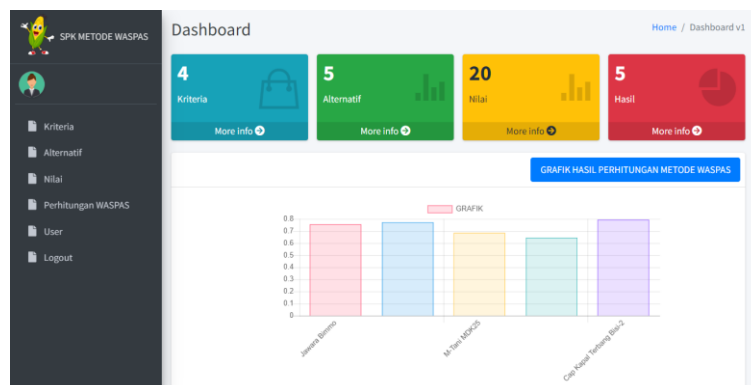 SPK METODE WASPAS
Kriteria
Alternatif
Nilai
Perhitungan WASPAS
User
Logout
Dashboard
Home / Dashboard v1
4
Kriteria
More info
5
Alternatif
More info
20
Nilai
More info
5
Hasil
More info
GRAFIK HASIL PERHITUNGAN METODE WASPAS
GRAFIK
0.8
0.7
0.6
0.5
0.4
0.3
0.2
0.1
0
Jawara Bimmo
M-Tani MDK25
Cap Kapal Terbang Bisi-2